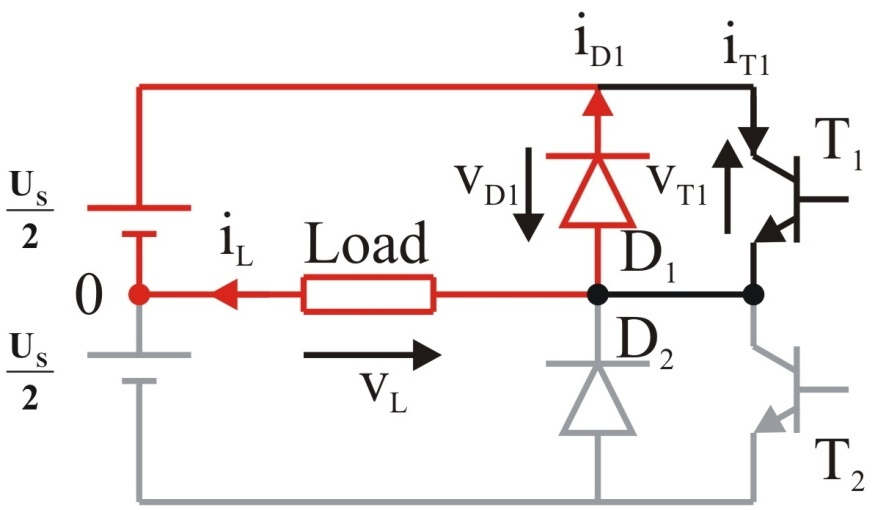 iD1 iT1
T1
Us
2
vD1 vT1
iL Load D1
0
Us
2
D2
vL
T2